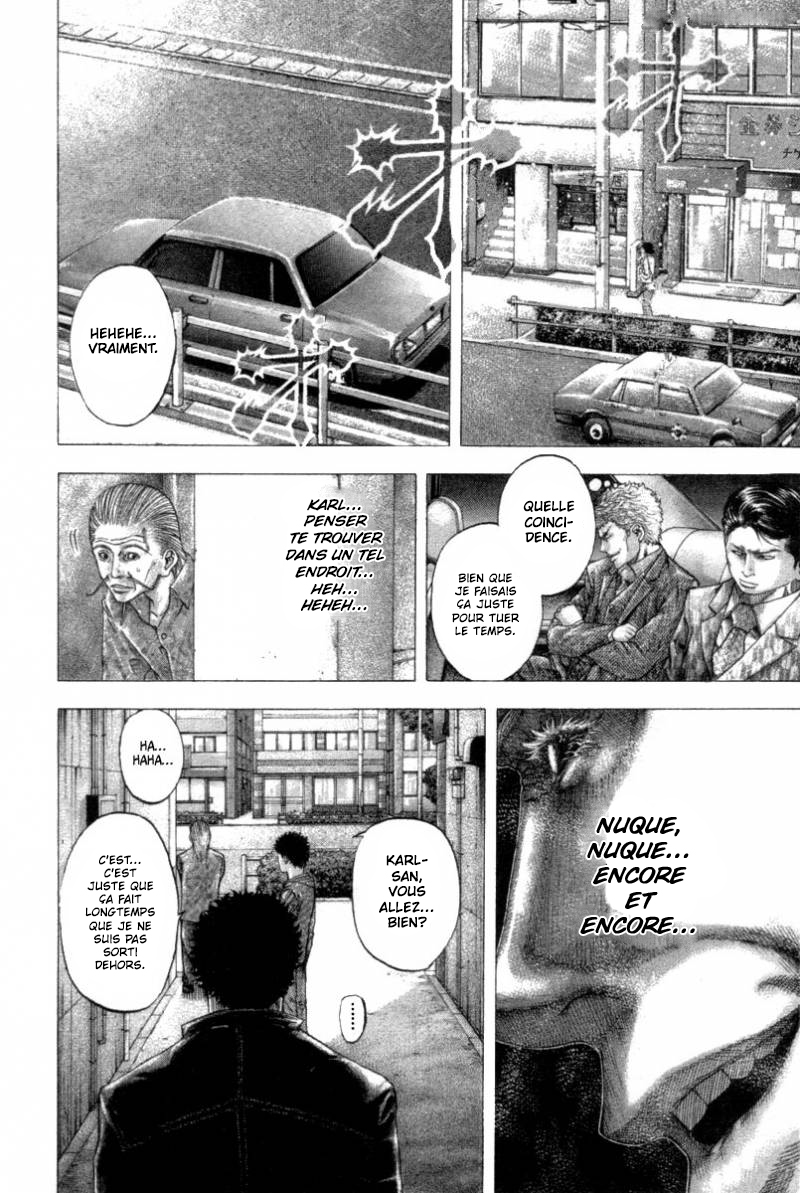 HEHEHE...
VRAIMENT.
QUELLE
COINCI-
DENCE.
BIEN QUE
JE FAISAIS
ÇA JUSTE
POUR TUER
LE TEMPS.
KARL...
PENSER
TE TROUVER
DANS UN TEL
ENDROIT...
HEH...
HEHEH...
NUQUE,
NUQUE...
ENCORE
ET
ENCORE...
KARL-
SAN,
VOUS
ALLEZ...
BIEN?
HA...
HAHA...
C'EST...
C'EST
JUSTE QUE
ÇA FAIT
LONGTEMPS
QUE JE NE
SUIS PAS
SORTI
DEHORS.
......